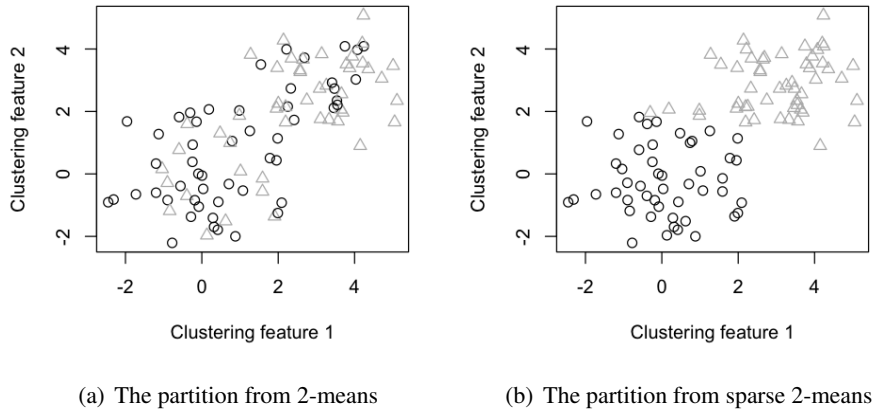 Clustering feature 2
4
2
0
-2
-2 0 2 4
Clustering feature 1
(a) The partition from 2-means
Clustering feature 2
4
2
0
-2
-2 0 2 4
Clustering feature 1
(b) The partition from sparse 2-means